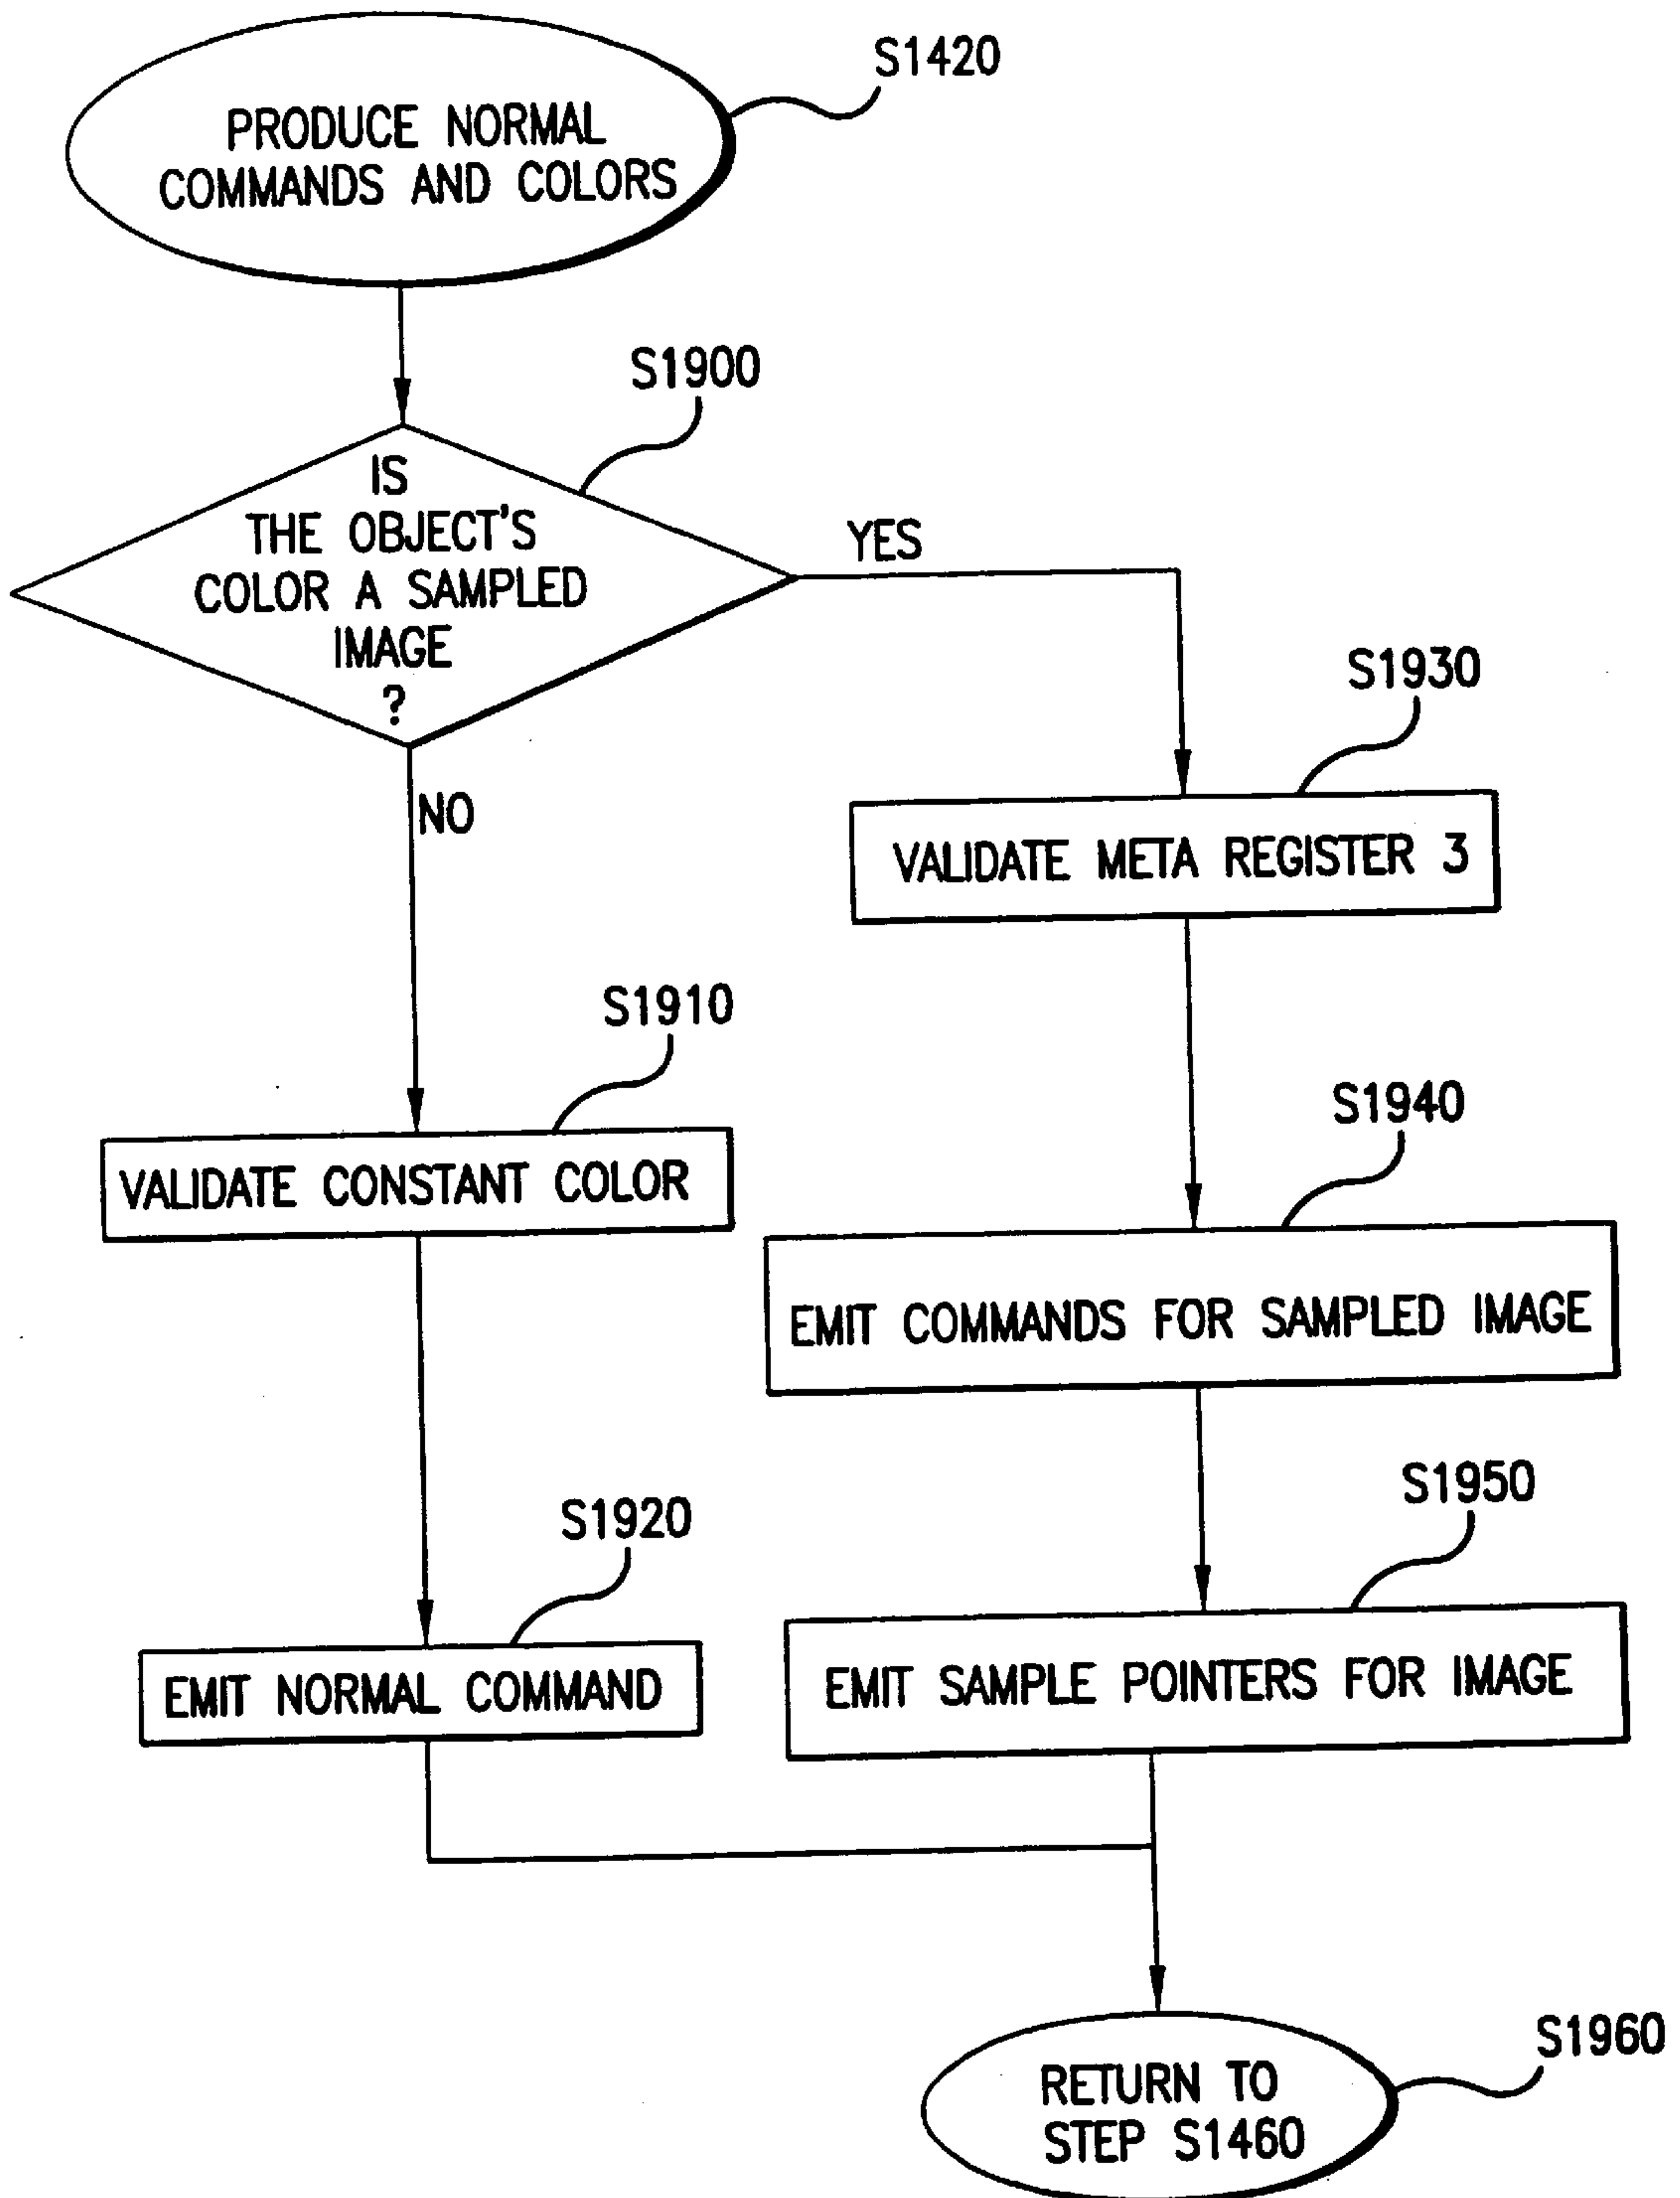 S1420
PRODUCE NORMAL
COMMANDS AND COLORS
S1900
IS
THE OBJECT'S
COLOR A SAMPLED
IMAGE
?
YES
NO
S1930
VALIDATE META REGISTER 3
S1910
VALIDATE CONSTANT COLOR
S1940
EMIT COMMANDS FOR SAMPLED IMAGE
S1920
EMIT NORMAL COMMAND
S1950
EMIT SAMPLE POINTERS FOR IMAGE
S1960
RETURN TO
STEP S1460